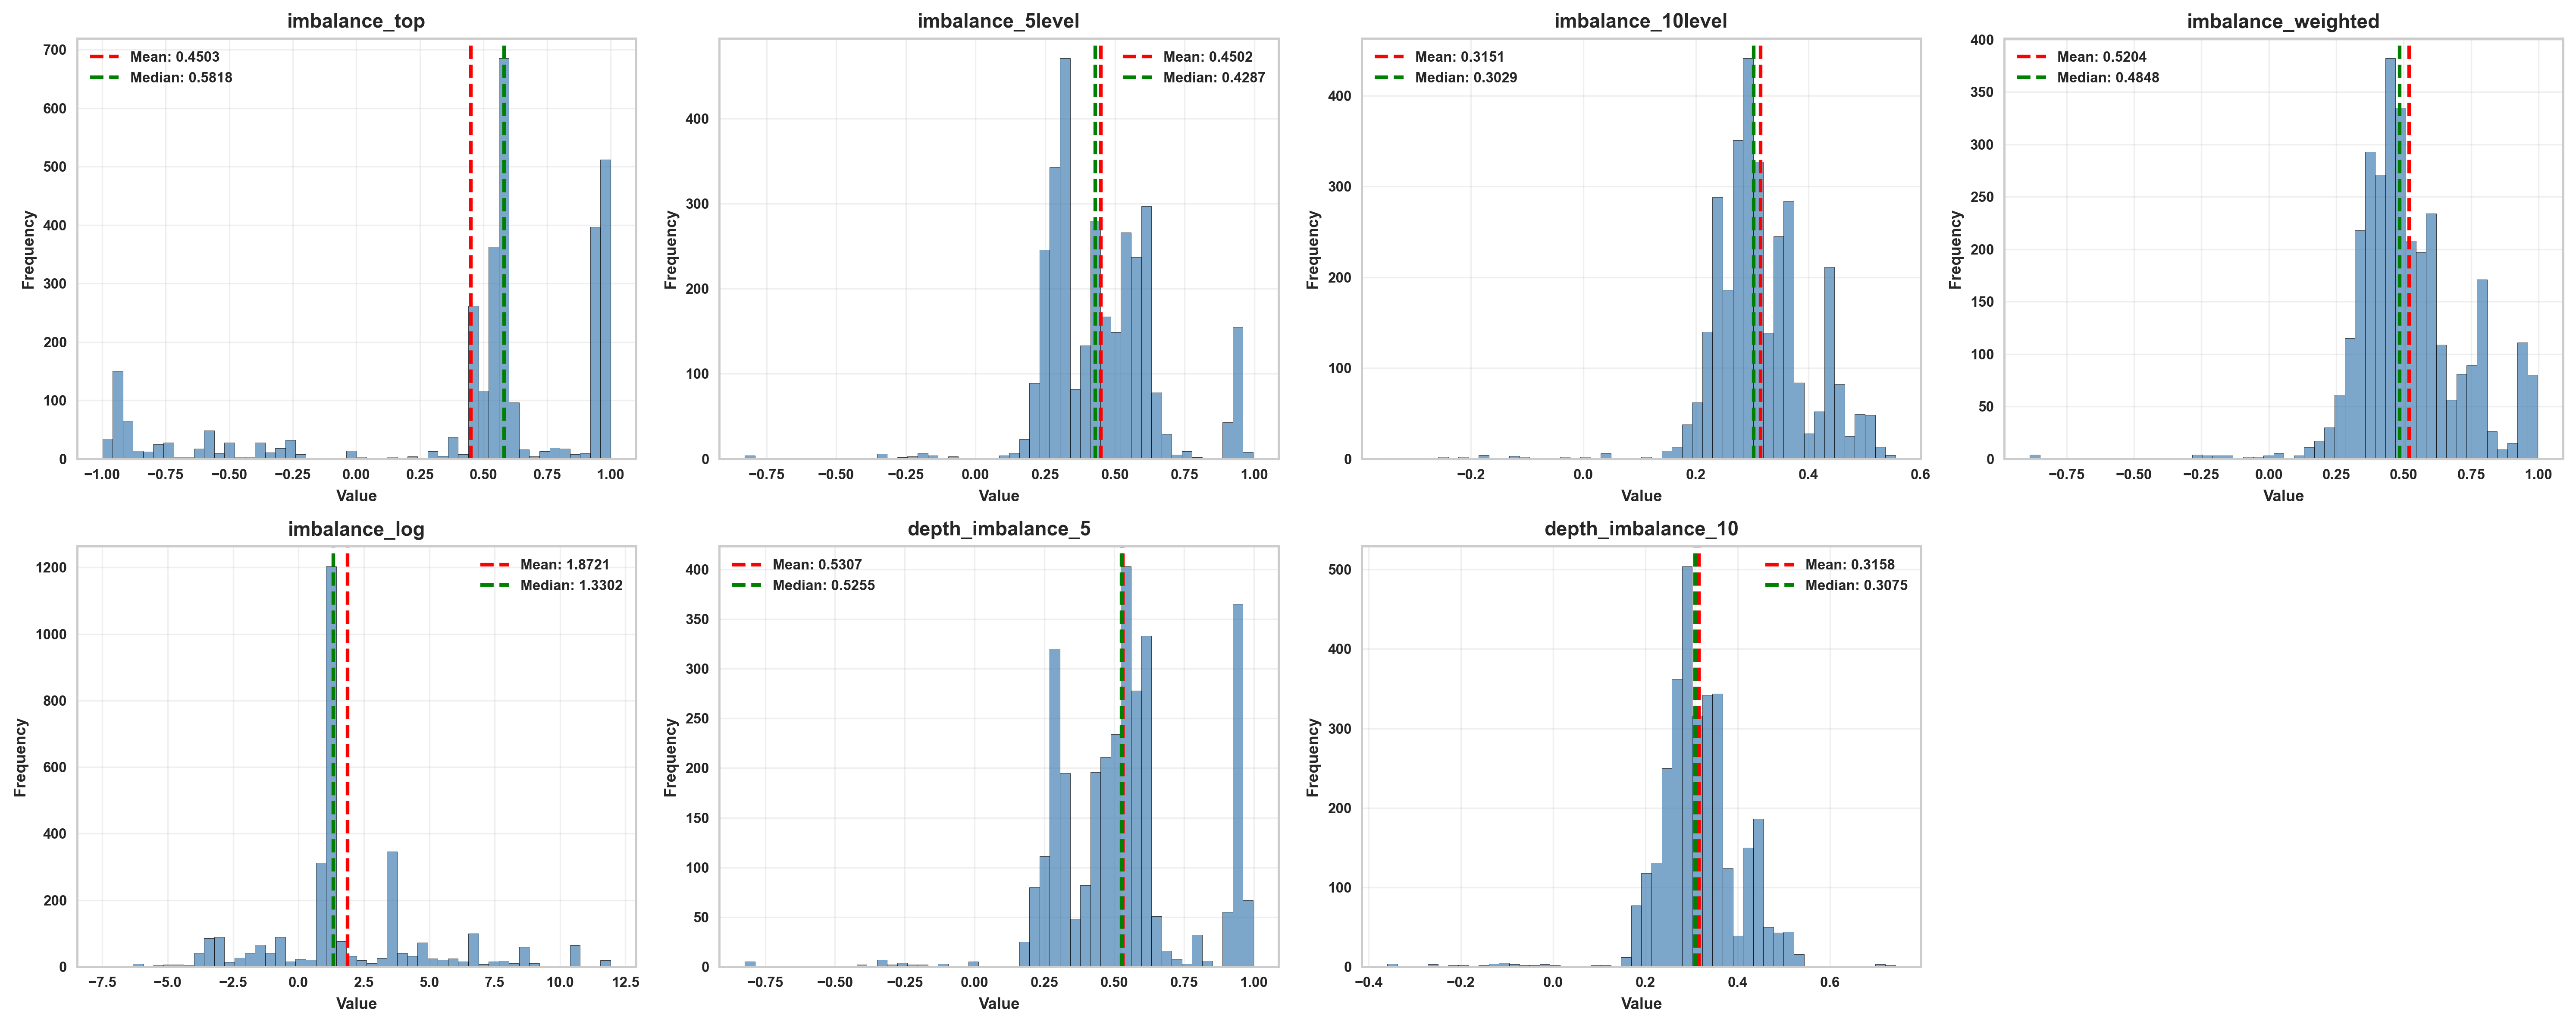 imbalance_top
Mean: 0.4503
Median: 0.5818
Frequency
700
600
500
400
300
200
100
0
−1.00 −0.75 −0.50 −0.25 0.00 0.25 0.50 0.75 1.00
Value
imbalance_5level
Mean: 0.4502
Median: 0.4287
Frequency
400
300
200
100
0
−0.75 −0.50 −0.25 0.00 0.25 0.50 0.75 1.00
Value
imbalance_10level
Mean: 0.3151
Median: 0.3029
Frequency
400
300
200
100
0
−0.2 0.0 0.2 0.4 0.6
Value
imbalance_weighted
Mean: 0.5204
Median: 0.4848
Frequency
400
350
300
250
200
150
100
50
0
−0.75 −0.50 −0.25 0.00 0.25 0.50 0.75 1.00
Value
imbalance_log
Mean: 1.8721
Median: 1.3302
Frequency
1200
1000
800
600
400
200
0
−7.5 −5.0 −2.5 0.0 2.5 5.0 7.5 10.0 12.5
Value
depth_imbalance_5
Mean: 0.5307
Median: 0.5255
Frequency
400
350
300
250
200
150
100
50
0
−0.75 −0.50 −0.25 0.00 0.25 0.50 0.75 1.00
Value
depth_imbalance_10
Mean: 0.3158
Median: 0.3075
Frequency
500
400
300
200
100
0
−0.4 −0.2 0.0 0.2 0.4 0.6
Value